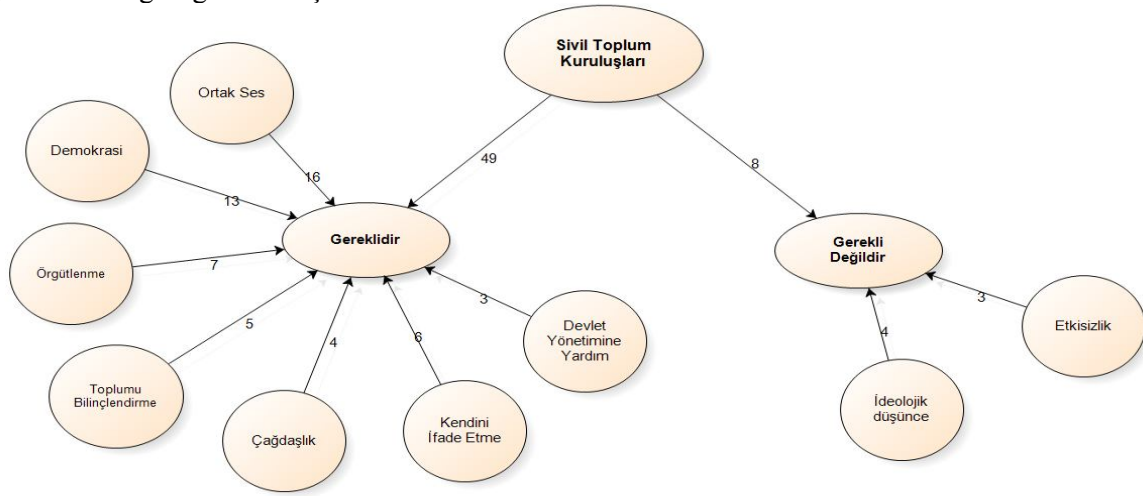 Sivil Toplum
Kuruluşları
Ortak Ses
Demokrasi
49
8
16
13
Gereklidir
Gerekli
Değildir
Örgütlenme
7
3
3
Devlet
Yönetimine
Yardım
Etkisizlik
5
4
6
4
Toplumu
Bilinçlendirme
Çağdaşlık
Kendini
İfade Etme
İdeolojik
düşünce